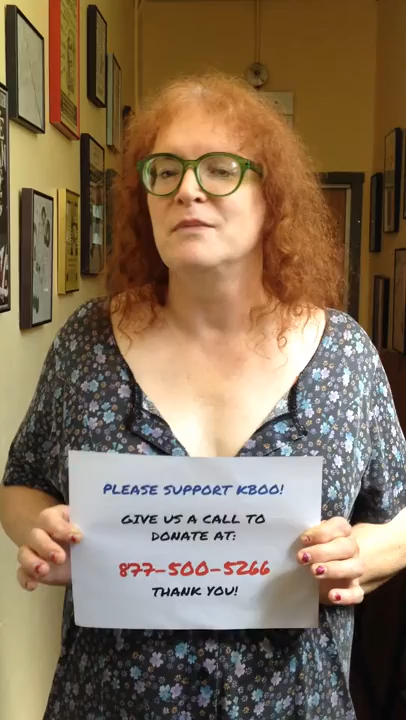 PLEASE SUPPORT KBOO!
GIVE US A CALL TO
DONATE AT:
877-500-5266
THANK YOU!